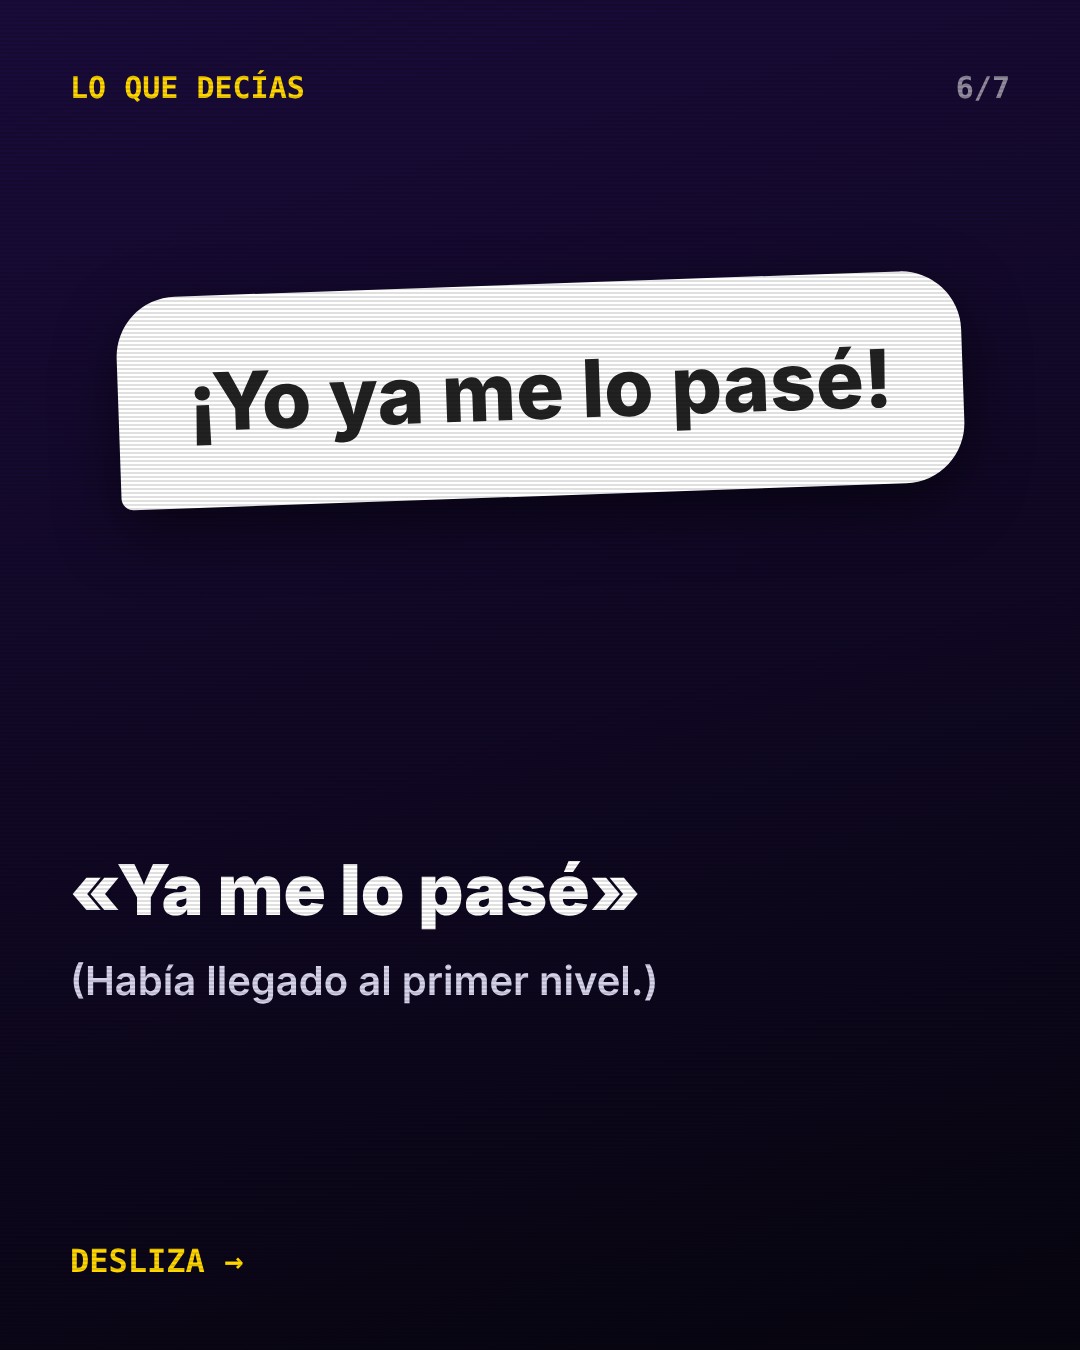 LO QUE DECÍAS
6/7
¡Yo ya me lo pasé!
«Ya me lo pasé»
(Había llegado al primer nivel.)
DESLIZA →